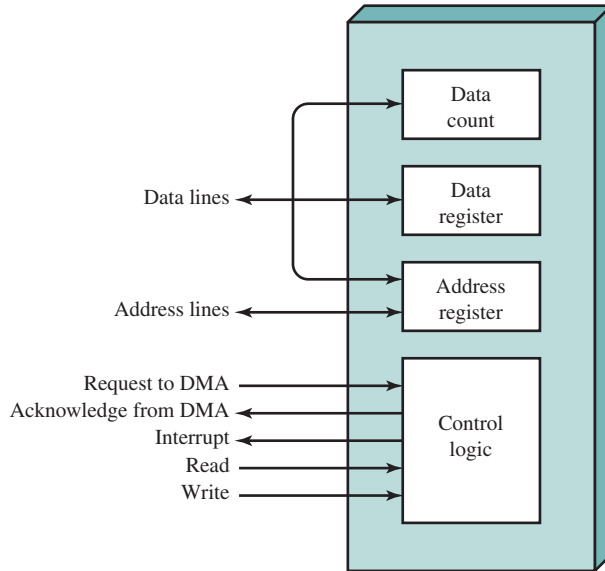 Data
count
Data lines
Data
register
Address
register
Address lines
Request to DMA
Acknowledge from DMA
Interrupt
Read
Write
Control
logic